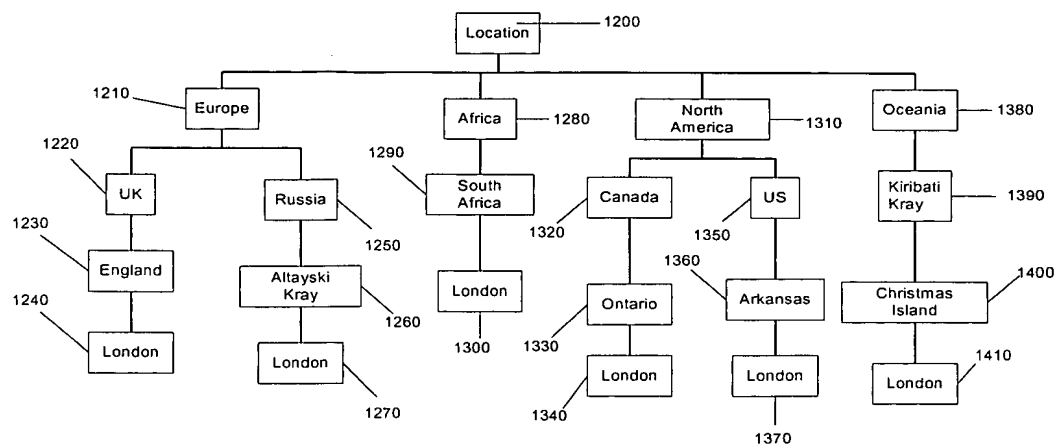 1200
Location
1210
Europe
Africa
1280
North
America
1310
Oceania
1380
1220
UK
Russia
1250
1290
South
Africa
Canada
1320
US
1350
Kiribati
Kray
1390
1230
England
Altayski
Kray
1260
London
1300
Ontario
1330
1360
Arkansas
1400
Christmas
Island
1240
London
London
1270
London
1340
London
1370
London
1410